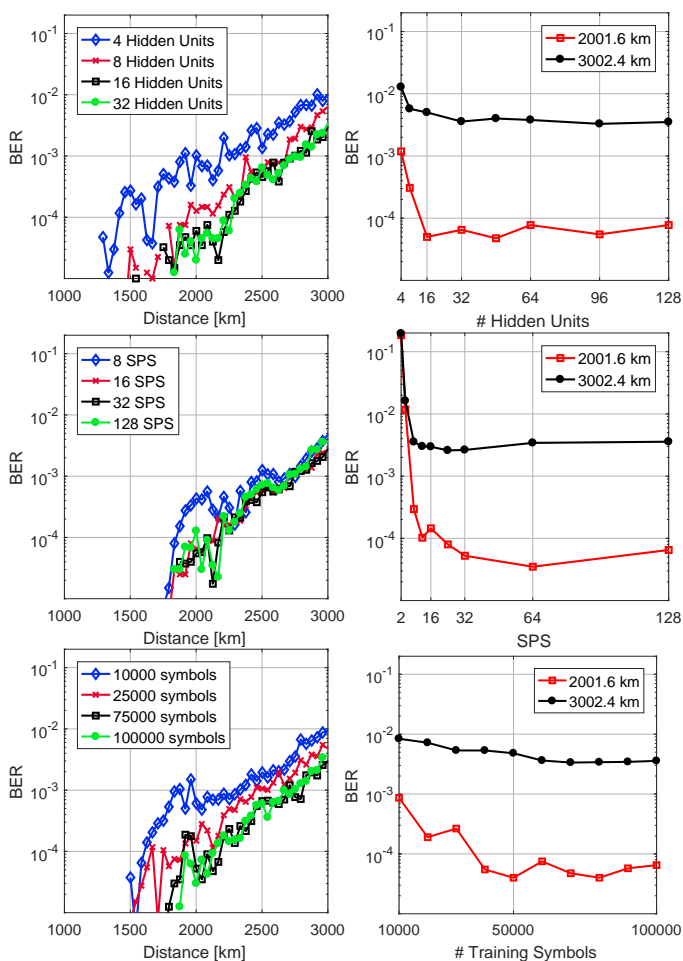 BER
10^-1
10^-2
10^-3
10^-4
4 Hidden Units
8 Hidden Units
16 Hidden Units
32 Hidden Units
1000 1500 2000 2500 3000
Distance [km]
BER
10^-1
10^-2
10^-3
10^-4
2001.6 km
3002.4 km
4 16 32 64 96 128
# Hidden Units
BER
10^-1
10^-2
10^-3
10^-4
8 SPS
16 SPS
32 SPS
128 SPS
1000 1500 2000 2500 3000
Distance [km]
BER
10^-1
10^-2
10^-3
10^-4
2001.6 km
3002.4 km
2 16 32 64 128
SPS
BER
10^-1
10^-2
10^-3
10^-4
10000 symbols
25000 symbols
75000 symbols
100000 symbols
1000 1500 2000 2500 3000
Distance [km]
BER
10^-1
10^-2
10^-3
10^-4
2001.6 km
3002.4 km
10000 50000 100000
# Training Symbols